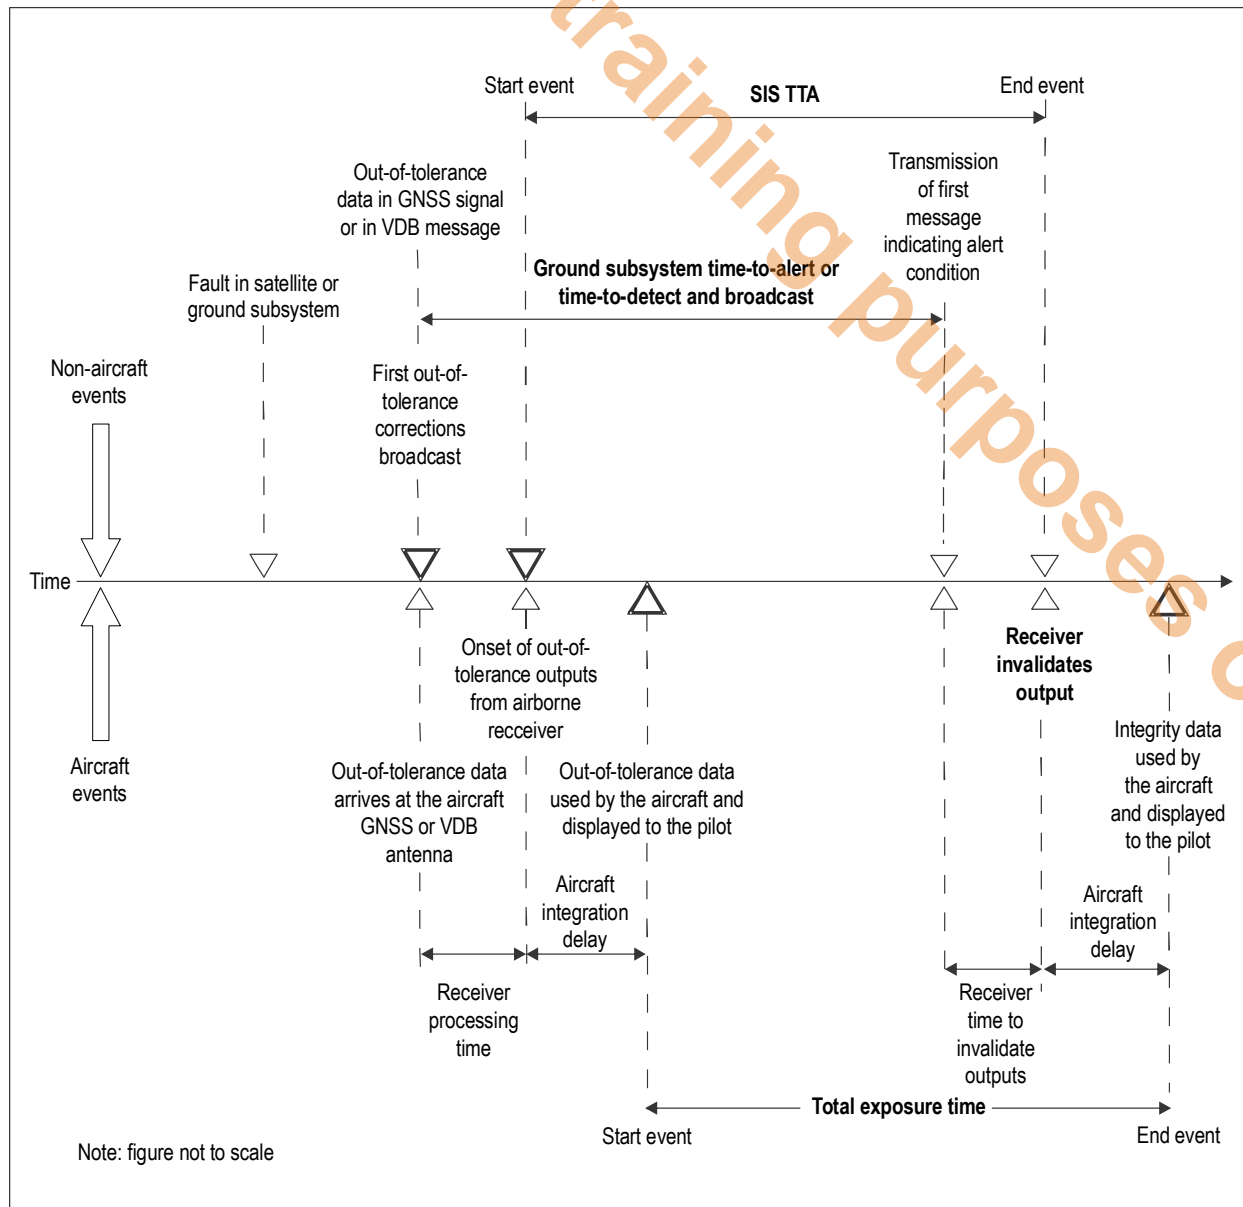 Start event
SIS TTA
End event
Out-of-tolerance
data in GNSS signal
or in VDB message
Transmission
of first
message
indicating alert
condition
Ground subsystem time-to-alert or
time-to-detect and broadcast
Fault in satellite or
ground subsystem
Non-aircraft
events
First out-of-
tolerance
corrections
broadcast
Time
Onset of out-of-
tolerance outputs
from airborne
recceiver
Receiver
invalidates
output
Aircraft
events
Out-of-tolerance data
arrives at the aircraft
GNSS or VDB
antenna
Out-of-tolerance data
used by the aircraft and
displayed to the pilot
Integrity data
used by
the aircraft
and displayed
to the pilot
Aircraft
integration
delay
Aircraft
integration
delay
Receiver
processing
time
Receiver
time to
invalidate
outputs
Total exposure time
Start event
End event
Note: figure not to scale
training purposes